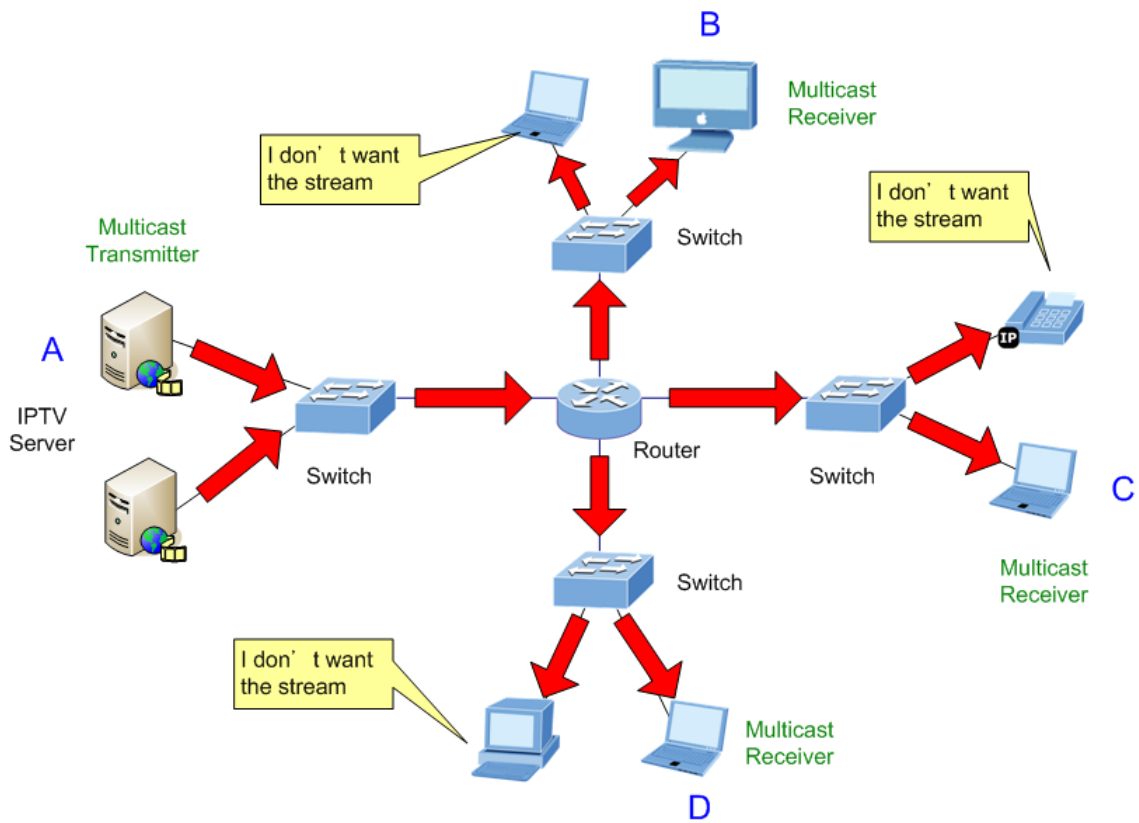 B
Multicast
Receiver
I don' t want
the stream
I don' t want
the stream
Multicast
Transmitter
Switch
A
IP
IPTV
Server
Router
Switch
Switch
C
Multicast
Receiver
Switch
I don' t want
the stream
Multicast
Receiver
D